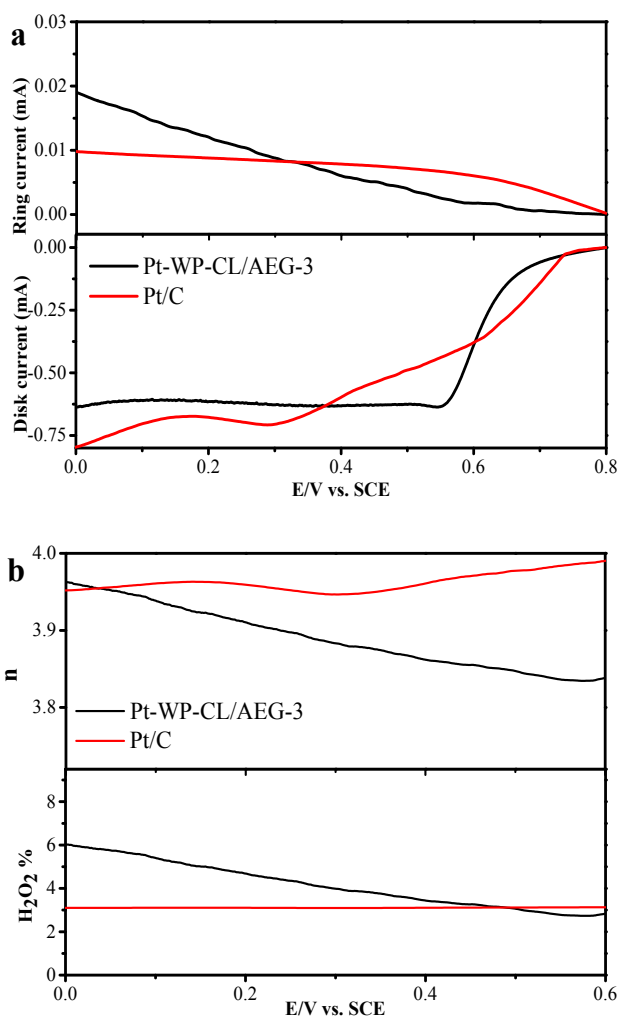 a
Ring current (mA)
0.03
0.02
0.01
0.00
Disk current (mA)
0.00
-0.25
-0.50
-0.75
Pt-WP-CL/AEG-3
Pt/C
0.0 0.2 0.4 0.6 0.8
E/V vs. SCE
b
n
4.0
3.9
3.8
Pt-WP-CL/AEG-3
Pt/C
H₂O₂ %
8
6
4
2
0
0.0 0.2 0.4 0.6
E/V vs. SCE